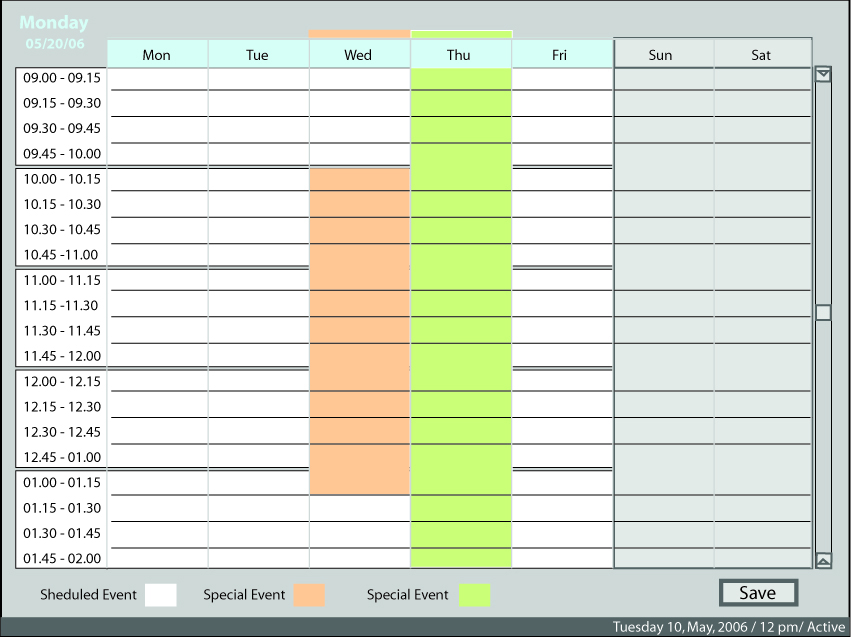 Monday
05/20/06
Mon Tue Wed Thu Fri Sun Sat
09.00 - 09.15
09.15 - 09.30
09.30 - 09.45
09.45 - 10.00
10.00 - 10.15
10.15 - 10.30
10.30 - 10.45
10.45 -11.00
11.00 - 11.15
11.15 -11.30
11.30 - 11.45
11.45 - 12.00
12.00 - 12.15
12.15 - 12.30
12.30 - 12.45
12.45 - 01.00
01.00 - 01.15
01.15 - 01.30
01.30 - 01.45
01.45 - 02.00
Sheduled Event Special Event Special Event Save
Tuesday 10, May, 2006 / 12 pm/ Active